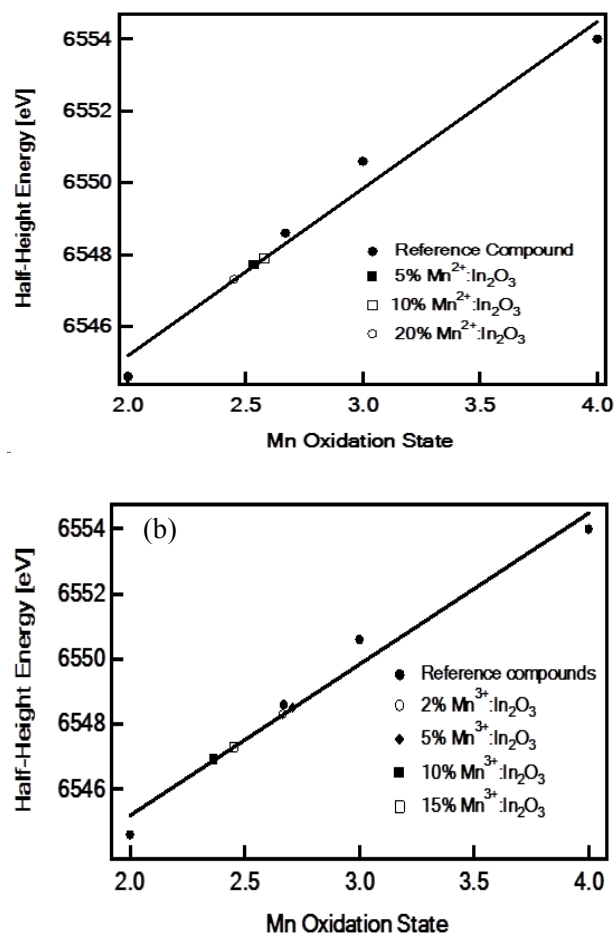 6554
6552
6550
6548
6546
Half-Height Energy [eV]
Reference Compound
5% Mn²⁺:In₂O₃
10% Mn²⁺:In₂O₃
20% Mn²⁺:In₂O₃
2.0 2.5 3.0 3.5 4.0
Mn Oxidation State
(b)
6554
6552
6550
6548
6546
Half-Height Energy [eV]
Reference compounds
2% Mn³⁺:In₂O₃
5% Mn³⁺:In₂O₃
10% Mn³⁺:In₂O₃
15% Mn³⁺:In₂O₃
2.0 2.5 3.0 3.5 4.0
Mn Oxidation State